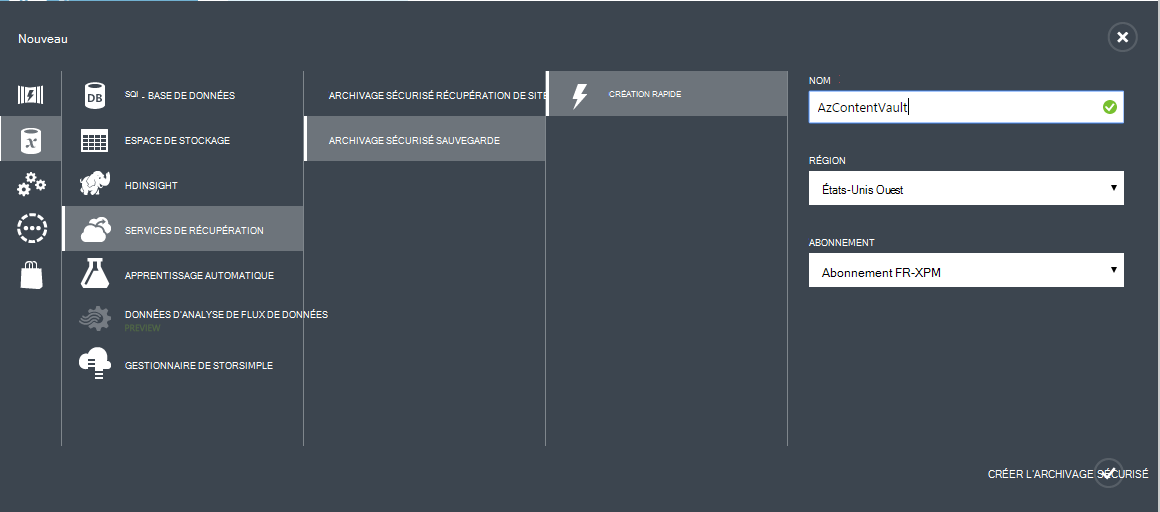 Nouveau
DB
SQl - BASE DE DONNÉES
ESPACE DE STOCKAGE
HDINSIGHT
SERVICES DE RÉCUPÉRATION
APPRENTISSAGE AUTOMATIQUE
DONNÉES D'ANALYSE DE FLUX DE DONNÉES
PREVIEW
GESTIONNAIRE DE STORSIMPLE
ARCHIVAGE SÉCURISÉ RÉCUPÉRATION DE SITE
ARCHIVAGE SÉCURISÉ SAUVEGARDE
CRÉATION RAPIDE
NOM
AzContentVault
RÉGION
États-Unis Ouest
ABONNEMENT
Abonnement FR-XPM
CRÉER L'ARCHIVAGE SÉCURISÉ